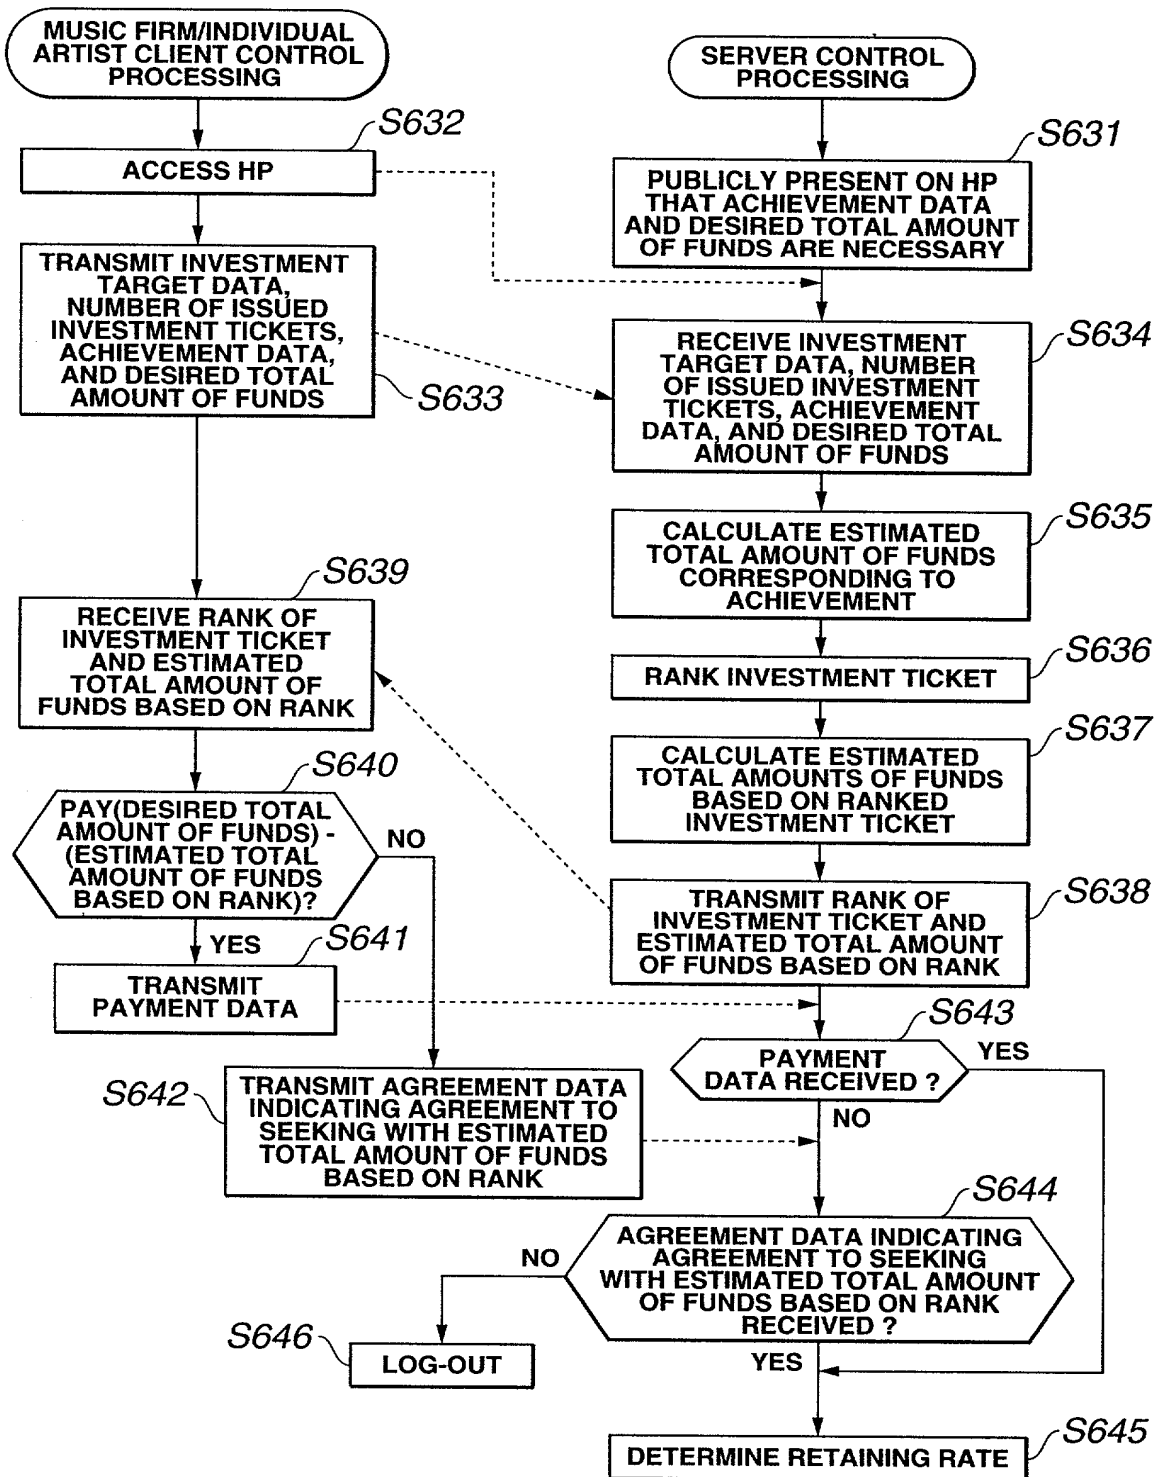 MUSIC FIRM/INDIVIDUAL
ARTIST CLIENT CONTROL
PROCESSING
S632
ACCESS HP
TRANSMIT INVESTMENT
TARGET DATA,
NUMBER OF ISSUED
INVESTMENT TICKETS,
ACHIEVEMENT DATA,
AND DESIRED TOTAL
AMOUNT OF FUNDS
S633
S639
RECEIVE RANK OF
INVESTMENT TICKET
AND ESTIMATED
TOTAL AMOUNT OF
FUNDS BASED ON RANK
S640
PAY(DESIRED TOTAL
AMOUNT OF FUNDS) -
(ESTIMATED TOTAL
AMOUNT OF FUNDS
BASED ON RANK)?
NO
YES
S641
TRANSMIT
PAYMENT DATA
S642
TRANSMIT AGREEMENT DATA
INDICATING AGREEMENT TO
SEEKING WITH ESTIMATED
TOTAL AMOUNT OF FUNDS
BASED ON RANK
SERVER CONTROL
PROCESSING
S631
PUBLICLY PRESENT ON HP
THAT ACHIEVEMENT DATA
AND DESIRED TOTAL AMOUNT
OF FUNDS ARE NECESSARY
S634
RECEIVE INVESTMENT
TARGET DATA, NUMBER
OF ISSUED INVESTMENT
TICKETS, ACHIEVEMENT
DATA, AND DESIRED TOTAL
AMOUNT OF FUNDS
S635
CALCULATE ESTIMATED
TOTAL AMOUNT OF FUNDS
CORRESPONDING TO
ACHIEVEMENT
S636
RANK INVESTMENT TICKET
S637
CALCULATE ESTIMATED
TOTAL AMOUNTS OF FUNDS
BASED ON RANKED
INVESTMENT TICKET
S638
TRANSMIT RANK OF
INVESTMENT TICKET AND
ESTIMATED TOTAL AMOUNT
OF FUNDS BASED ON RANK
S643
PAYMENT
DATA RECEIVED ?
YES
NO
S644
AGREEMENT DATA INDICATING
AGREEMENT TO SEEKING
WITH ESTIMATED TOTAL AMOUNT
OF FUNDS BASED ON RANK
RECEIVED ?
NO
YES
S646
LOG-OUT
S645
DETERMINE RETAINING RATE